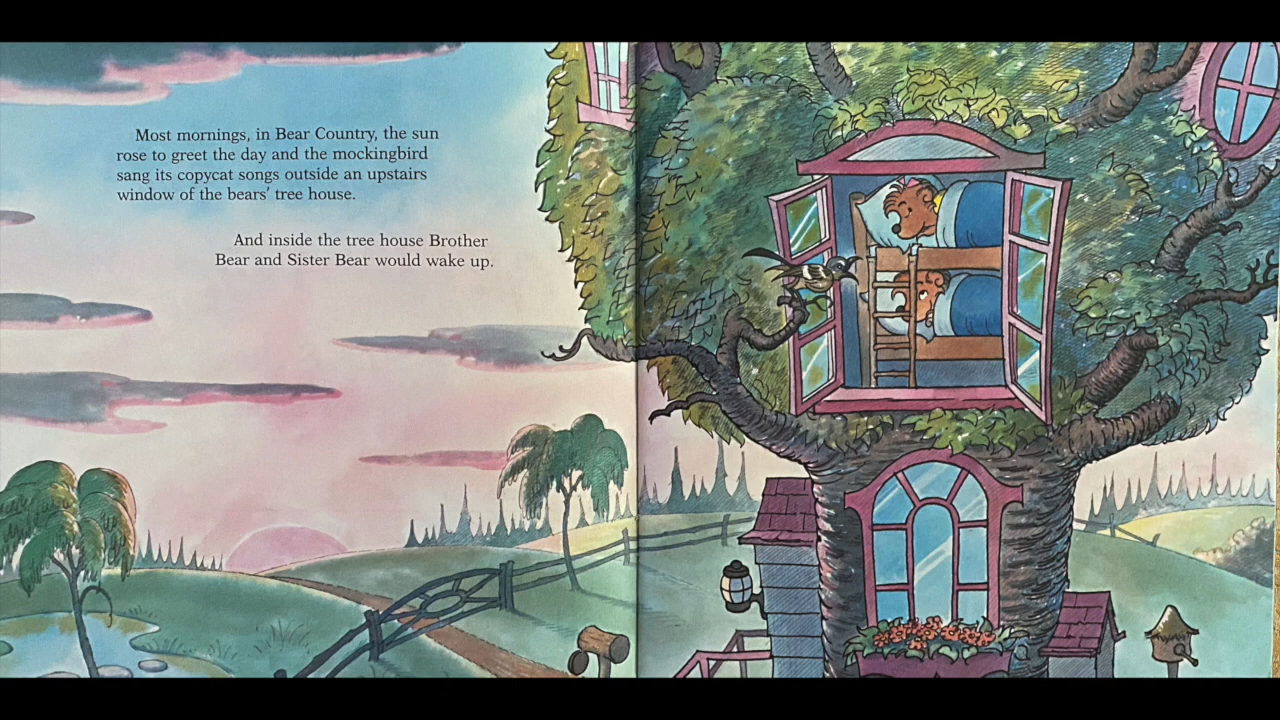 Most mornings, in Bear Country, the sun
rose to greet the day and the mockingbird
sang its copycat songs outside an upstairs
window of the bears' tree house.
And inside the tree house Brother
Bear and Sister Bear would wake up.